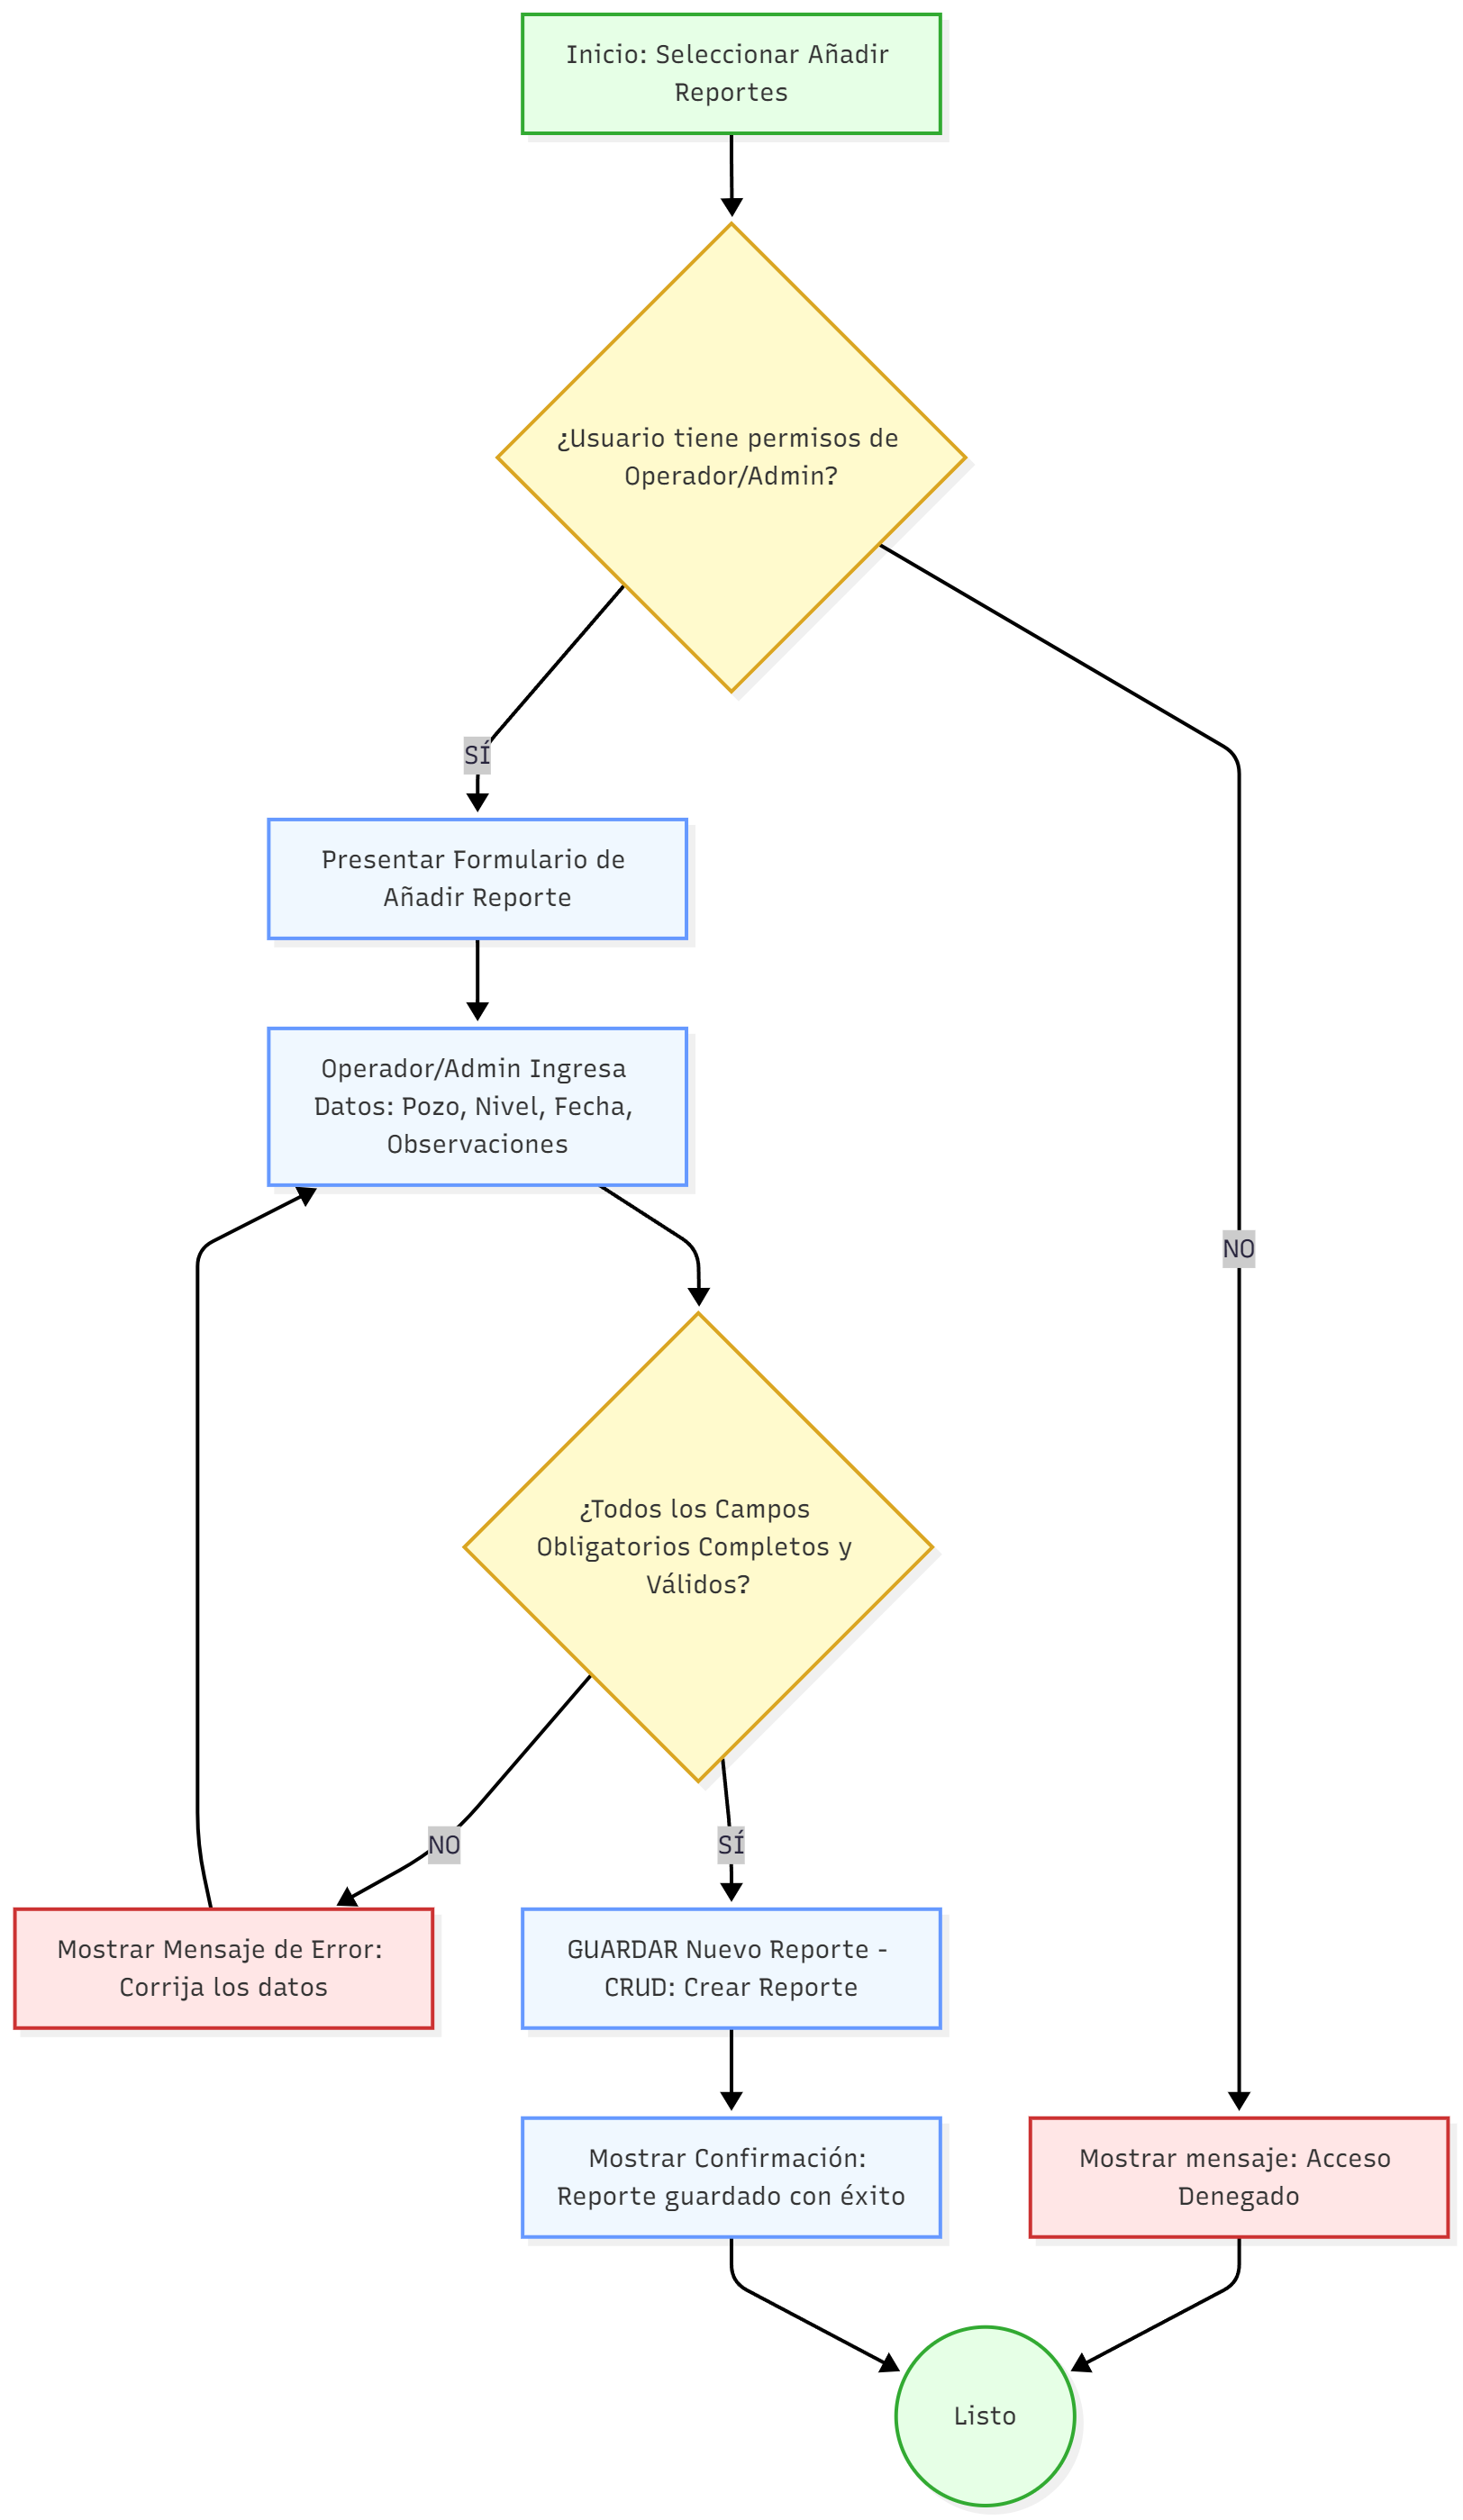 Inicio: Seleccionar Añadir
Reportes
¿Usuario tiene permisos de
Operador/Admin?
SÍ
Presentar Formulario de
Añadir Reporte
Operador/Admin Ingresa
Datos: Pozo, Nivel, Fecha,
Observaciones
NO
¿Todos los Campos
Obligatorios Completos y
Válidos?
NO
SÍ
Mostrar Mensaje de Error:
Corrija los datos
GUARDAR Nuevo Reporte -
CRUD: Crear Reporte
Mostrar Confirmación:
Reporte guardado con éxito
Mostrar mensaje: Acceso
Denegado
Listo